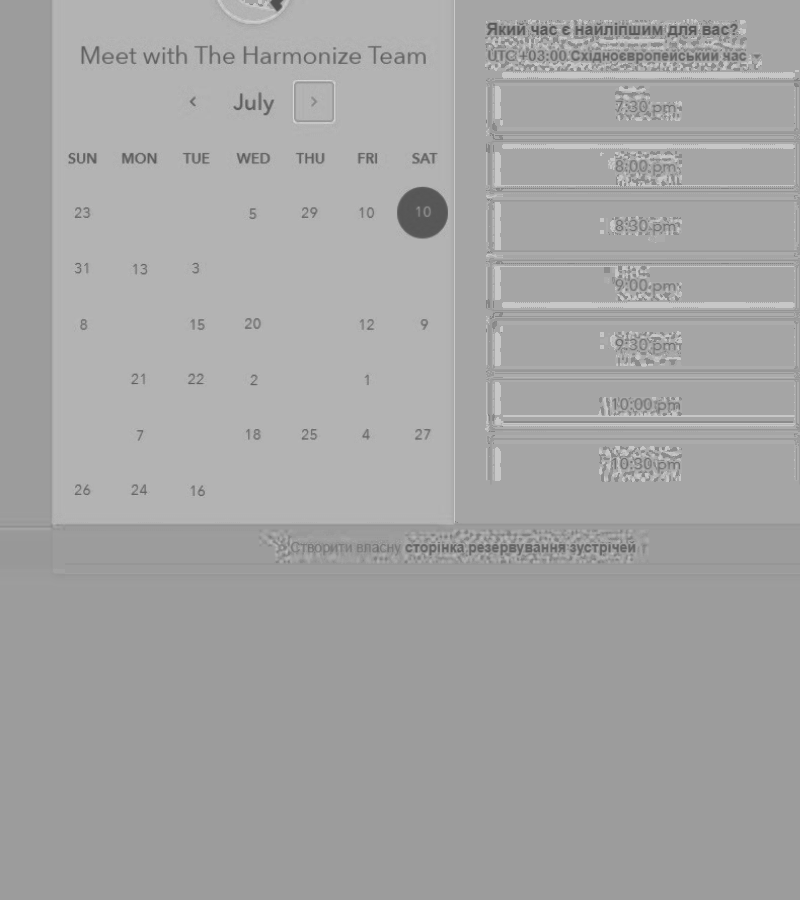 Meet with The Harmonize Team
July
SUN MON TUE WED THU FRI SAT
23 5 29 10 10
31 13 3
8 15 20 12 9
21 22 2 1
7 18 25 4 27
26 24 16
Який час є найліпшим для вас?
UTC +03:00 Східноєвропейський час
7:30 pm
8:00 pm
8:30 pm
9:00 pm
9:30 pm
10:00 pm
10:30 pm
Створити власну сторінка резервування зустрічей